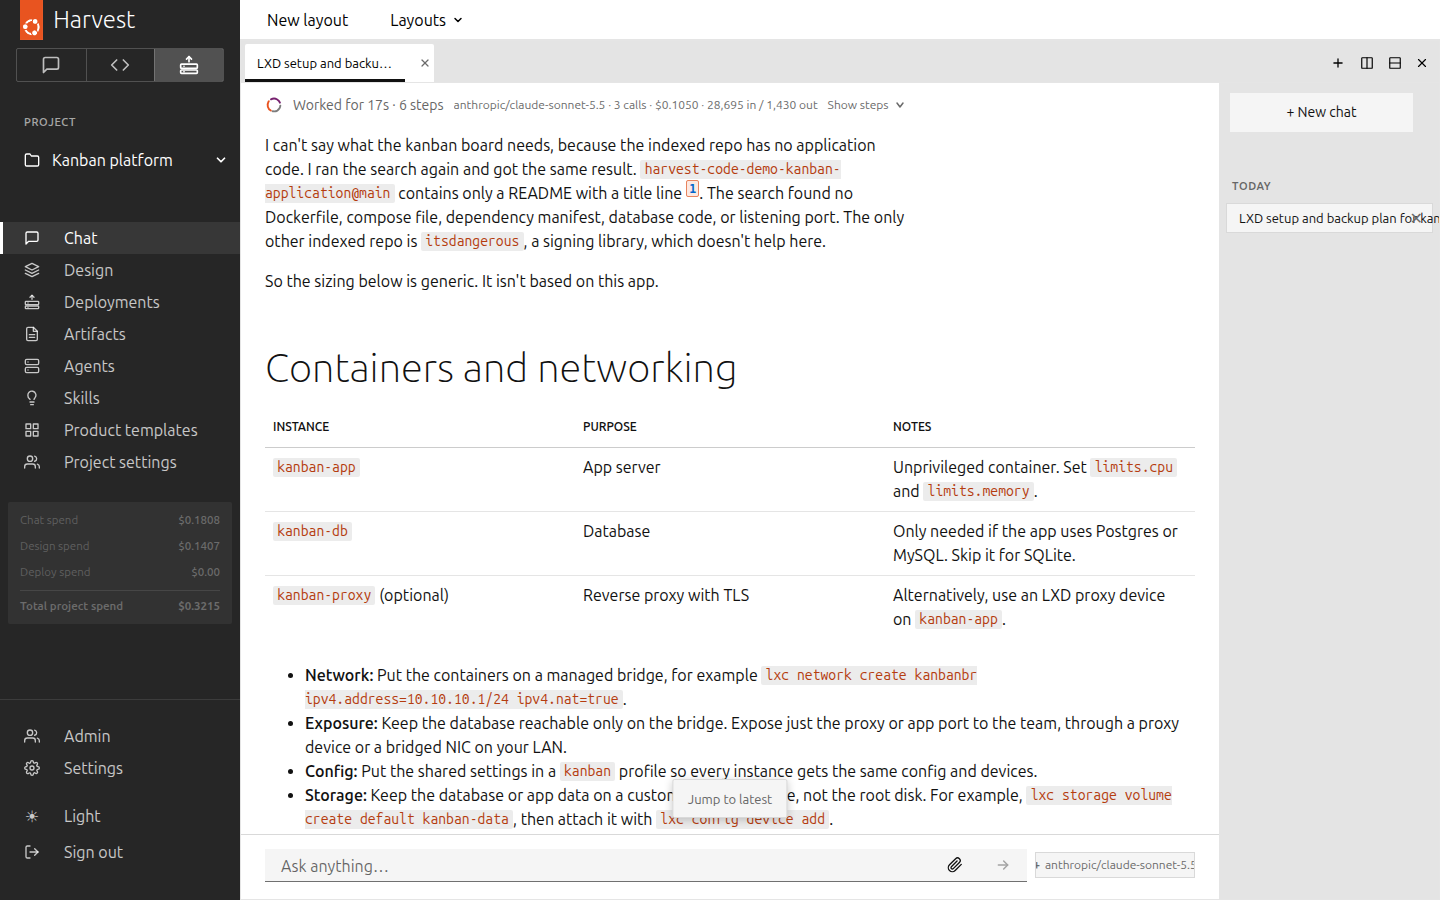 Harvest
New layout
Layouts
LXD setup and backu…
PROJECT
Kanban platform
Chat
Design
Deployments
Artifacts
Agents
Skills
Product templates
Project settings
Chat spend $0.1808
Design spend $0.1407
Deploy spend $0.00
Total project spend $0.3215
Admin
Settings
Light
Sign out
Worked for 17s · 6 steps anthropic/claude-sonnet-5.5 · 3 calls · $0.1050 · 28,695 in / 1,430 out Show steps
I can't say what the kanban board needs, because the indexed repo has no application
code. I ran the search again and got the same result. harvest-code-demo-kanban-
application@main contains only a README with a title line 1. The search found no
Dockerfile, compose file, dependency manifest, database code, or listening port. The only
other indexed repo is itsdangerous, a signing library, which doesn't help here.
So the sizing below is generic. It isn't based on this app.
Containers and networking
INSTANCE PURPOSE NOTES
kanban-app App server Unprivileged container. Set limits.cpu
and limits.memory.
kanban-db Database Only needed if the app uses Postgres or
MySQL. Skip it for SQLite.
kanban-proxy (optional) Reverse proxy with TLS Alternatively, use an LXD proxy device
on kanban-app.
• Network: Put the containers on a managed bridge, for example lxc network create kanbanbr
ipv4.address=10.10.10.1/24 ipv4.nat=true.
• Exposure: Keep the database reachable only on the bridge. Expose just the proxy or app port to the team, through a proxy
device or a bridged NIC on your LAN.
• Config: Put the shared settings in a kanban profile so every instance gets the same config and devices.
• Storage: Keep the database or app data on a custom e, not the root disk. For example, lxc storage volume
create default kanban-data, then attach it with lxc config device add.
Jump to latest
Ask anything…
anthropic/claude-sonnet-5.5
+ New chat
TODAY
LXD setup and backup plan for kan